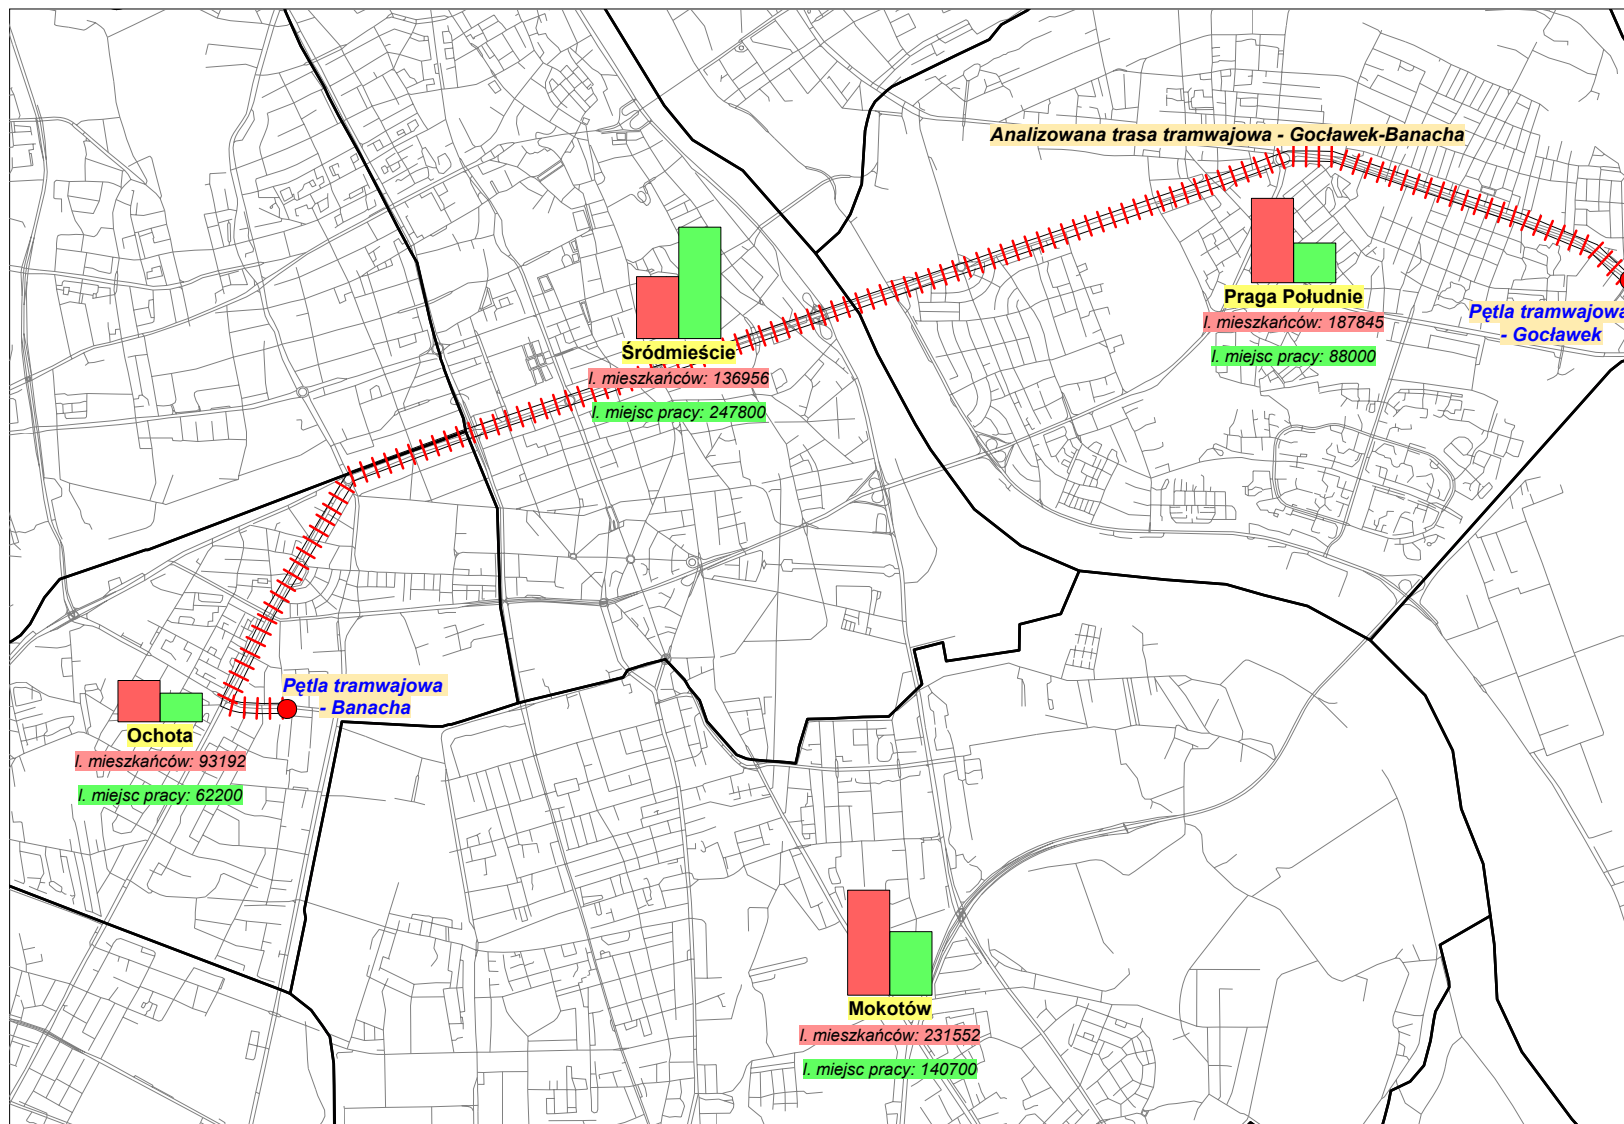 Analizowana trasa tramwajowa - Gocławek-Banacha
Praga Południe
l. mieszkańców: 187845
l. miejsc pracy: 88000
Pętla tramwajowa
- Gocławek
Śródmieście
l. mieszkańców: 136956
l. miejsc pracy: 247800
Pętla tramwajowa
- Banacha
Ochota
l. mieszkańców: 93192
l. miejsc pracy: 62200
Mokotów
l. mieszkańców: 231552
l. miejsc pracy: 140700